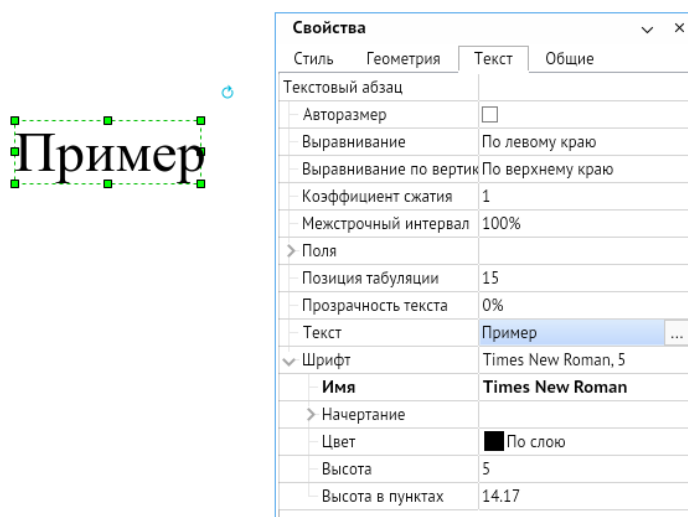 Пример
Свойства
Стиль Геометрия Текст Общие
Текстовый абзац
Авторазмер
Выравнивание По левому краю
Выравнивание по вертик По верхнему краю
Коэффициент сжатия 1
Межстрочный интервал 100%
Поля
Позиция табуляции 15
Прозрачность текста 0%
Текст Пример ...
Шрифт Times New Roman, 5
Имя Times New Roman
Начертание
Цвет По слою
Высота 5
Высота в пунктах 14.17